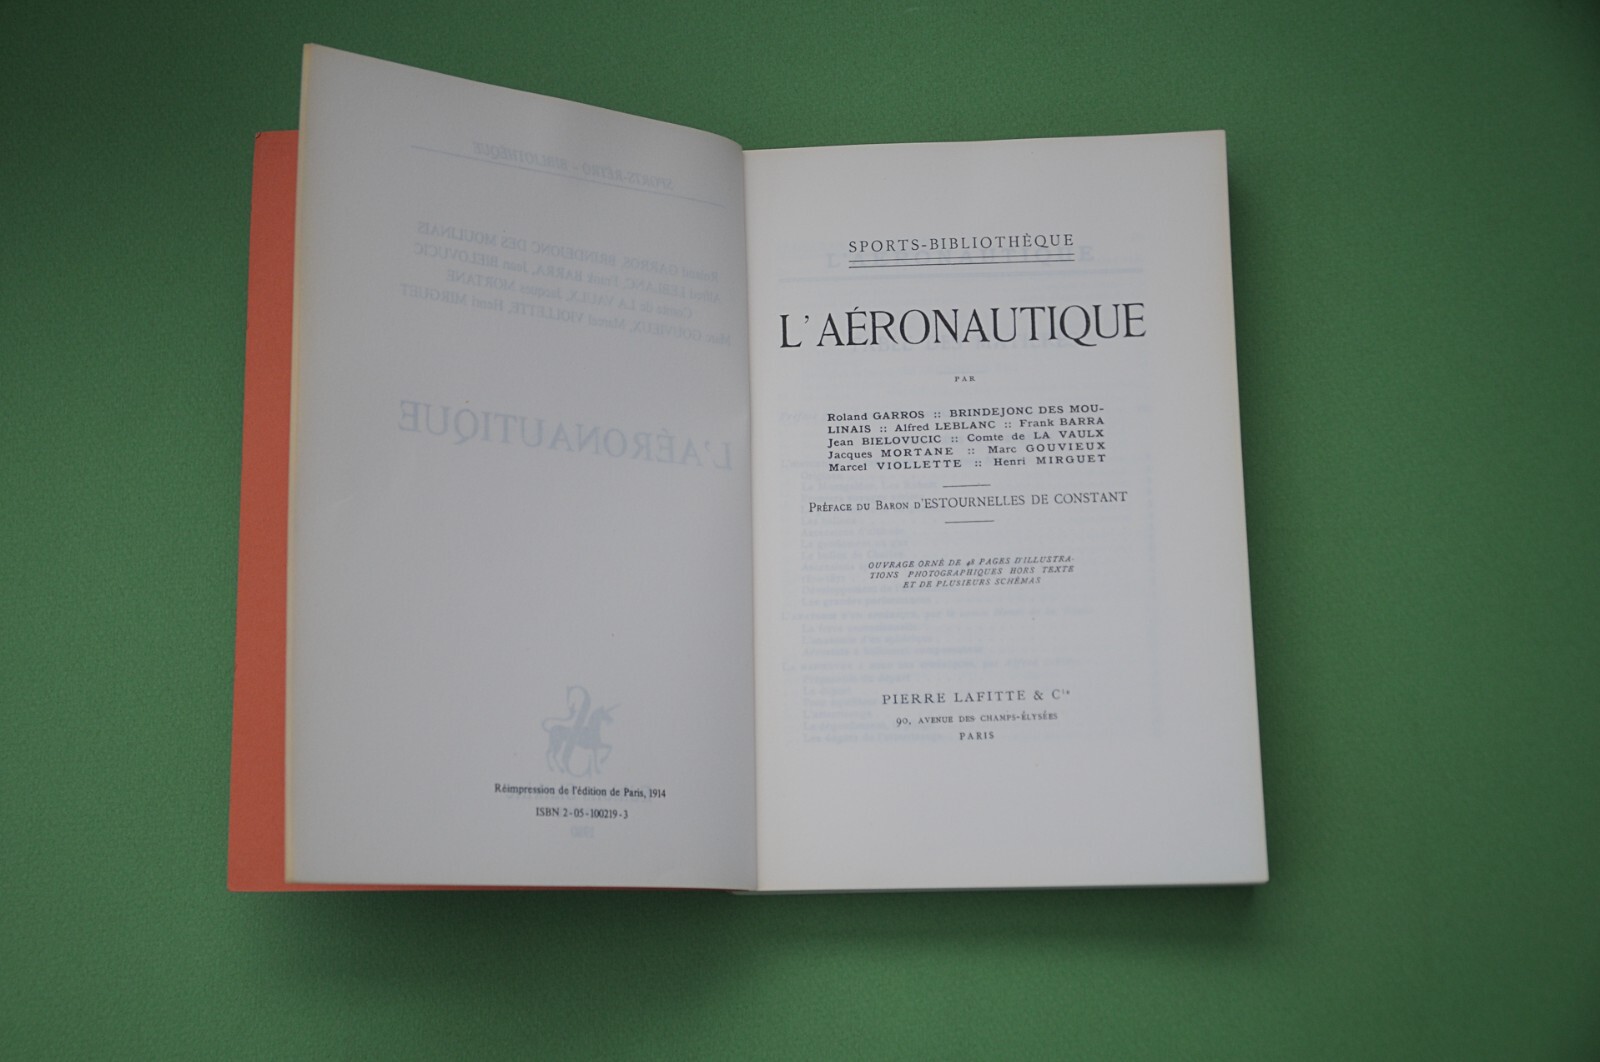 Réimpression de l'édition de Paris, 1914
ISBN 2-05-100219-3
SPORTS-BIBLIOTHÈQUE
L'AÉRONAUTIQUE
PAR
Roland GARROS :: BRINDEJONC DES MOU-
LINAIS :: Alfred LEBLANC :: Frank BARRA
Jean BIELOVUCIC :: Comte de LA VAULX
Jacques MORTANE :: Marc GOUVIEUX
Marcel VIOLLETTE :: Henri MIRGUET
PRÉFACE DU BARON D'ESTOURNELLES DE CONSTANT
OUVRAGE ORNÉ DE 48 PAGES D'ILLUSTRA-
TIONS PHOTOGRAPHIQUES HORS TEXTE
ET DE PLUSIEURS SCHÉMAS
PIERRE LAFITTE & Cie
90, AVENUE DES CHAMPS-ÉLYSÉES
PARIS